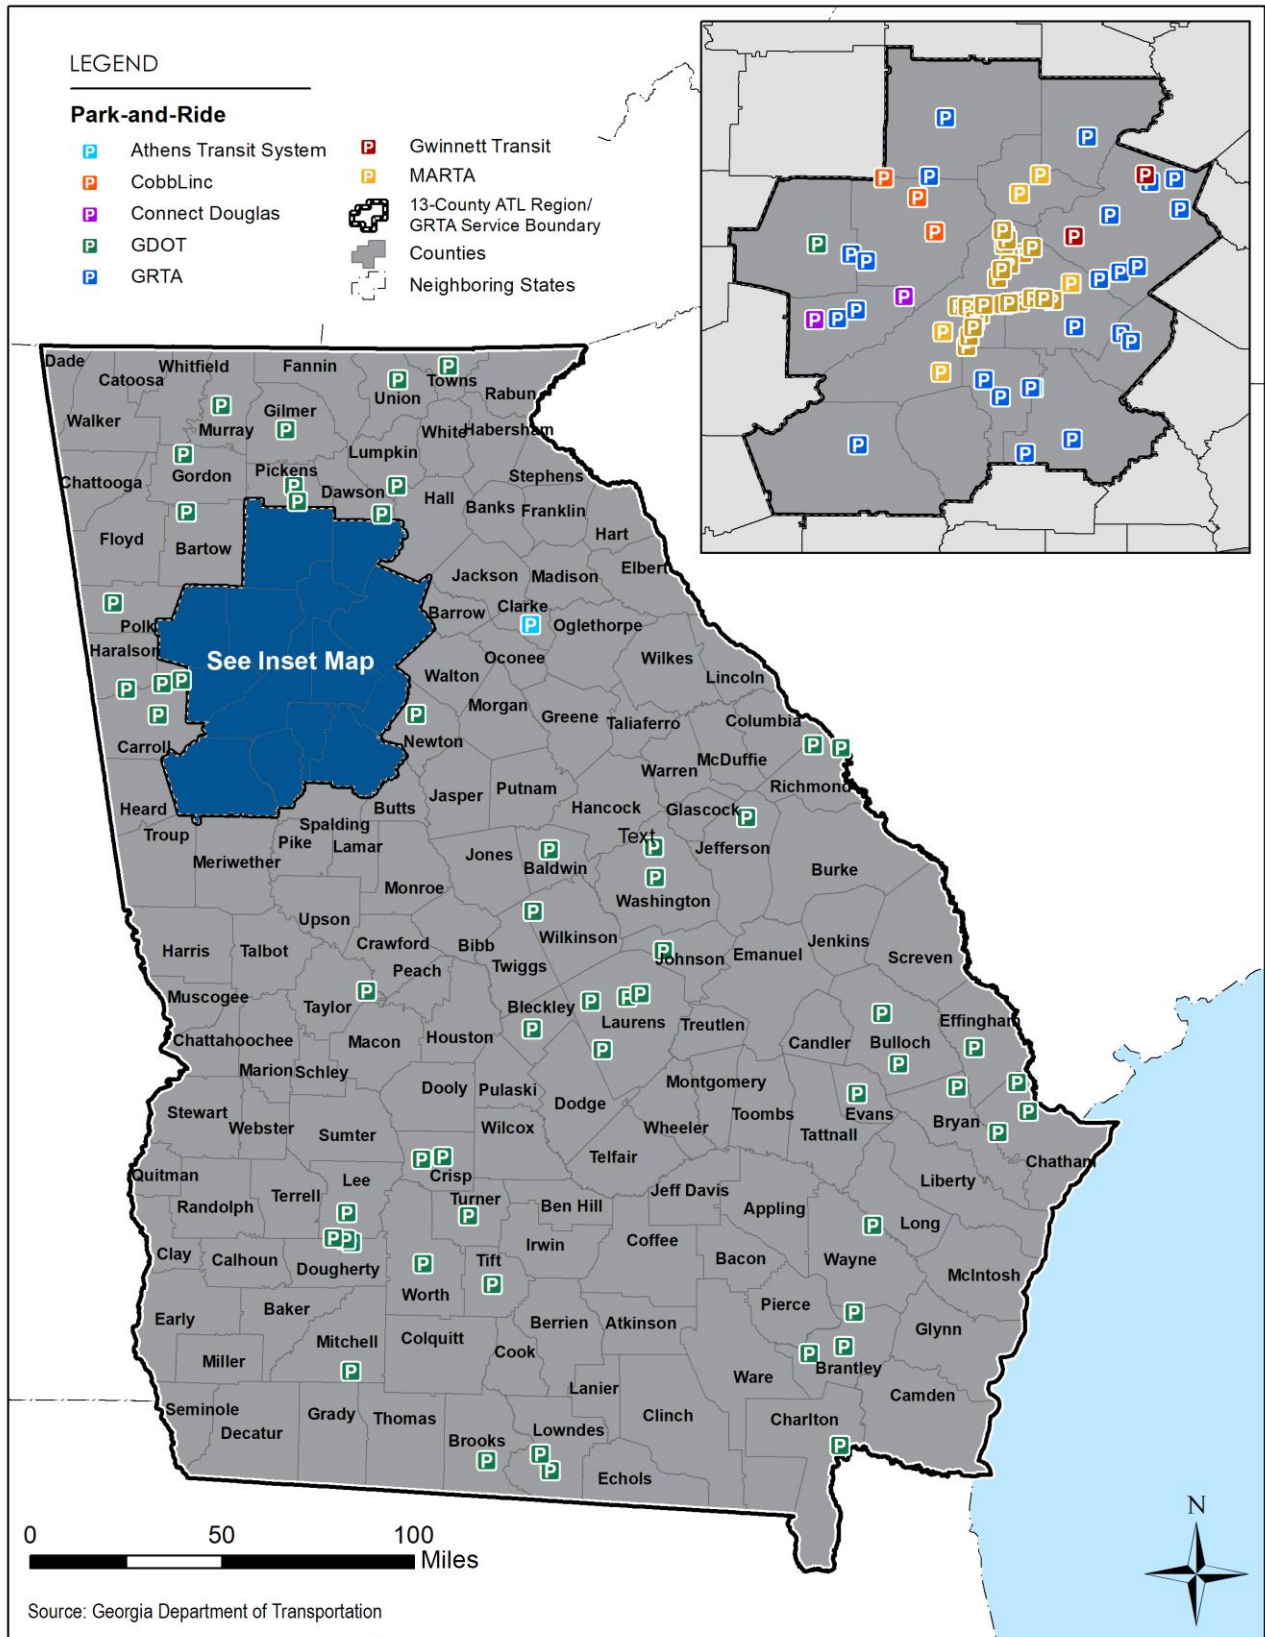 LEGEND
Park-and-Ride
P Athens Transit System
P CobbLinc
P Connect Douglas
P GDOT
P GRTA
P Gwinnett Transit
P MARTA
13-County ATL Region/
GRTA Service Boundary
Counties
Neighboring States
Dade
Catoosa
Whitfield
Fannin
Union
Towns
Rabun
Walker
Murray
Gilmer
White
Habersham
Lumpkin
Chattooga
Gordon
Pickens
Dawson
Hall
Stephens
Banks
Franklin
Floyd
Bartow
Hart
Jackson
Madison
Elbert
Polk
Barrow
Clarke
Oglethorpe
Haralson
See Inset Map
Oconee
Wilkes
Walton
Lincoln
Morgan
Greene
Taliaferro
Columbia
Carroll
Newton
McDuffie
Warren
Richmond
Heard
Butts
Jasper
Putnam
Hancock
Glascock
Troup
Spalding
Pike
Lamar
Meriwether
Text
Jones
Baldwin
Jefferson
Burke
Monroe
Washington
Upson
Harris
Talbot
Crawford
Bibb
Wilkinson
Twiggs
Johnson
Emanuel
Jenkins
Screven
Peach
Muscogee
Taylor
Bleckley
Laurens
Treutlen
Effingham
Chattahoochee
Macon
Houston
Candler
Bulloch
Marion
Schley
Dooly
Pulaski
Montgomery
Stewart
Webster
Sumter
Wilcox
Dodge
Wheeler
Toombs
Tattnall
Evans
Bryan
Telfair
Chatham
Quitman
Lee
Crisp
Randolph
Terrell
Turner
Ben Hill
Jeff Davis
Appling
Liberty
Long
Clay
Calhoun
Dougherty
Irwin
Coffee
Bacon
Wayne
McIntosh
Tift
Worth
Early
Baker
Berrien
Atkinson
Pierce
Glynn
Mitchell
Colquitt
Cook
Miller
Ware
Brantley
Lanier
Camden
Seminole
Decatur
Grady
Thomas
Brooks
Lowndes
Clinch
Charlton
Echols
0 50 100
Miles
N
Source: Georgia Department of Transportation